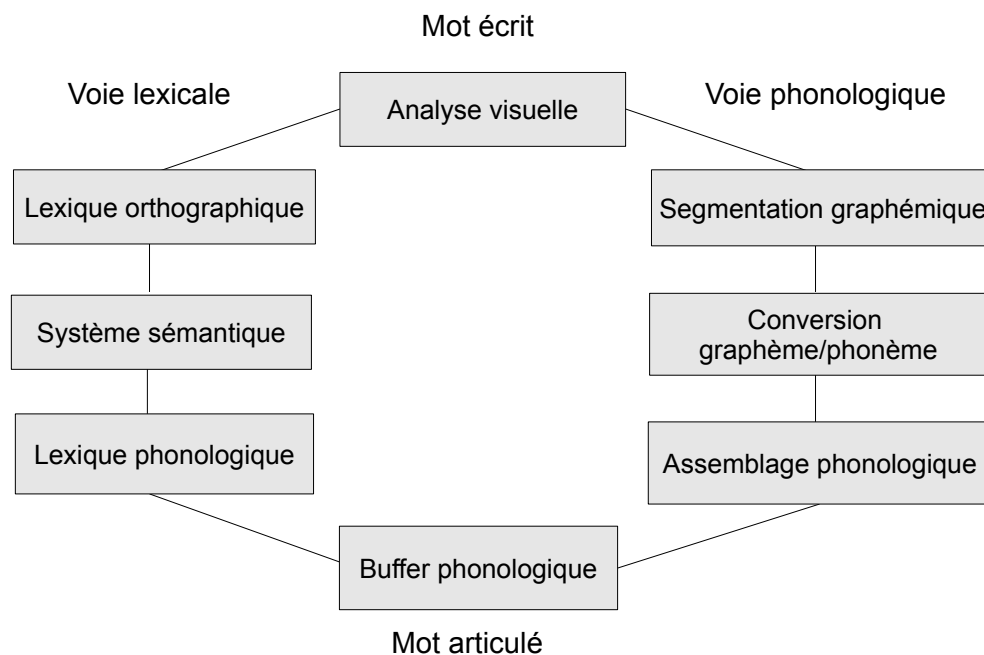 Mot écrit
Voie lexicale
Voie phonologique
Analyse visuelle
Lexique orthographique
Segmentation graphémique
Système sémantique
Conversion
graphème/phonème
Lexique phonologique
Assemblage phonologique
Buffer phonologique
Mot articulé